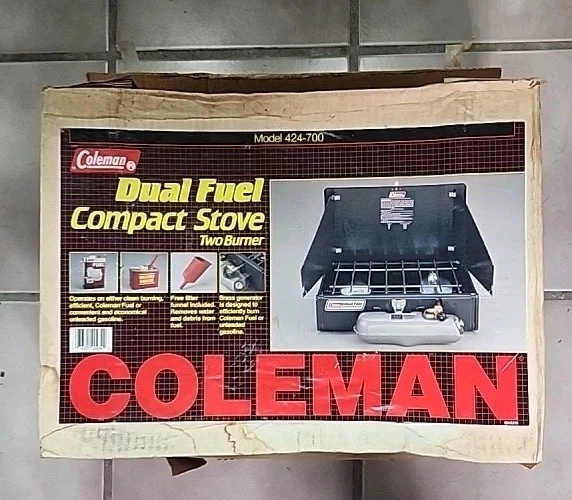 Model 424-700
Coleman
Dual Fuel
Compact Stove
Two Burner
Operates on either clean burning,
efficient, Coleman Fuel or
convenient and economical
unleaded gasoline.
Free filter
funnel included.
Removes water
and debris from
fuel.
Brass generator
is designed to
efficiently burn
Coleman Fuel or
unleaded
gasoline.
COLEMAN